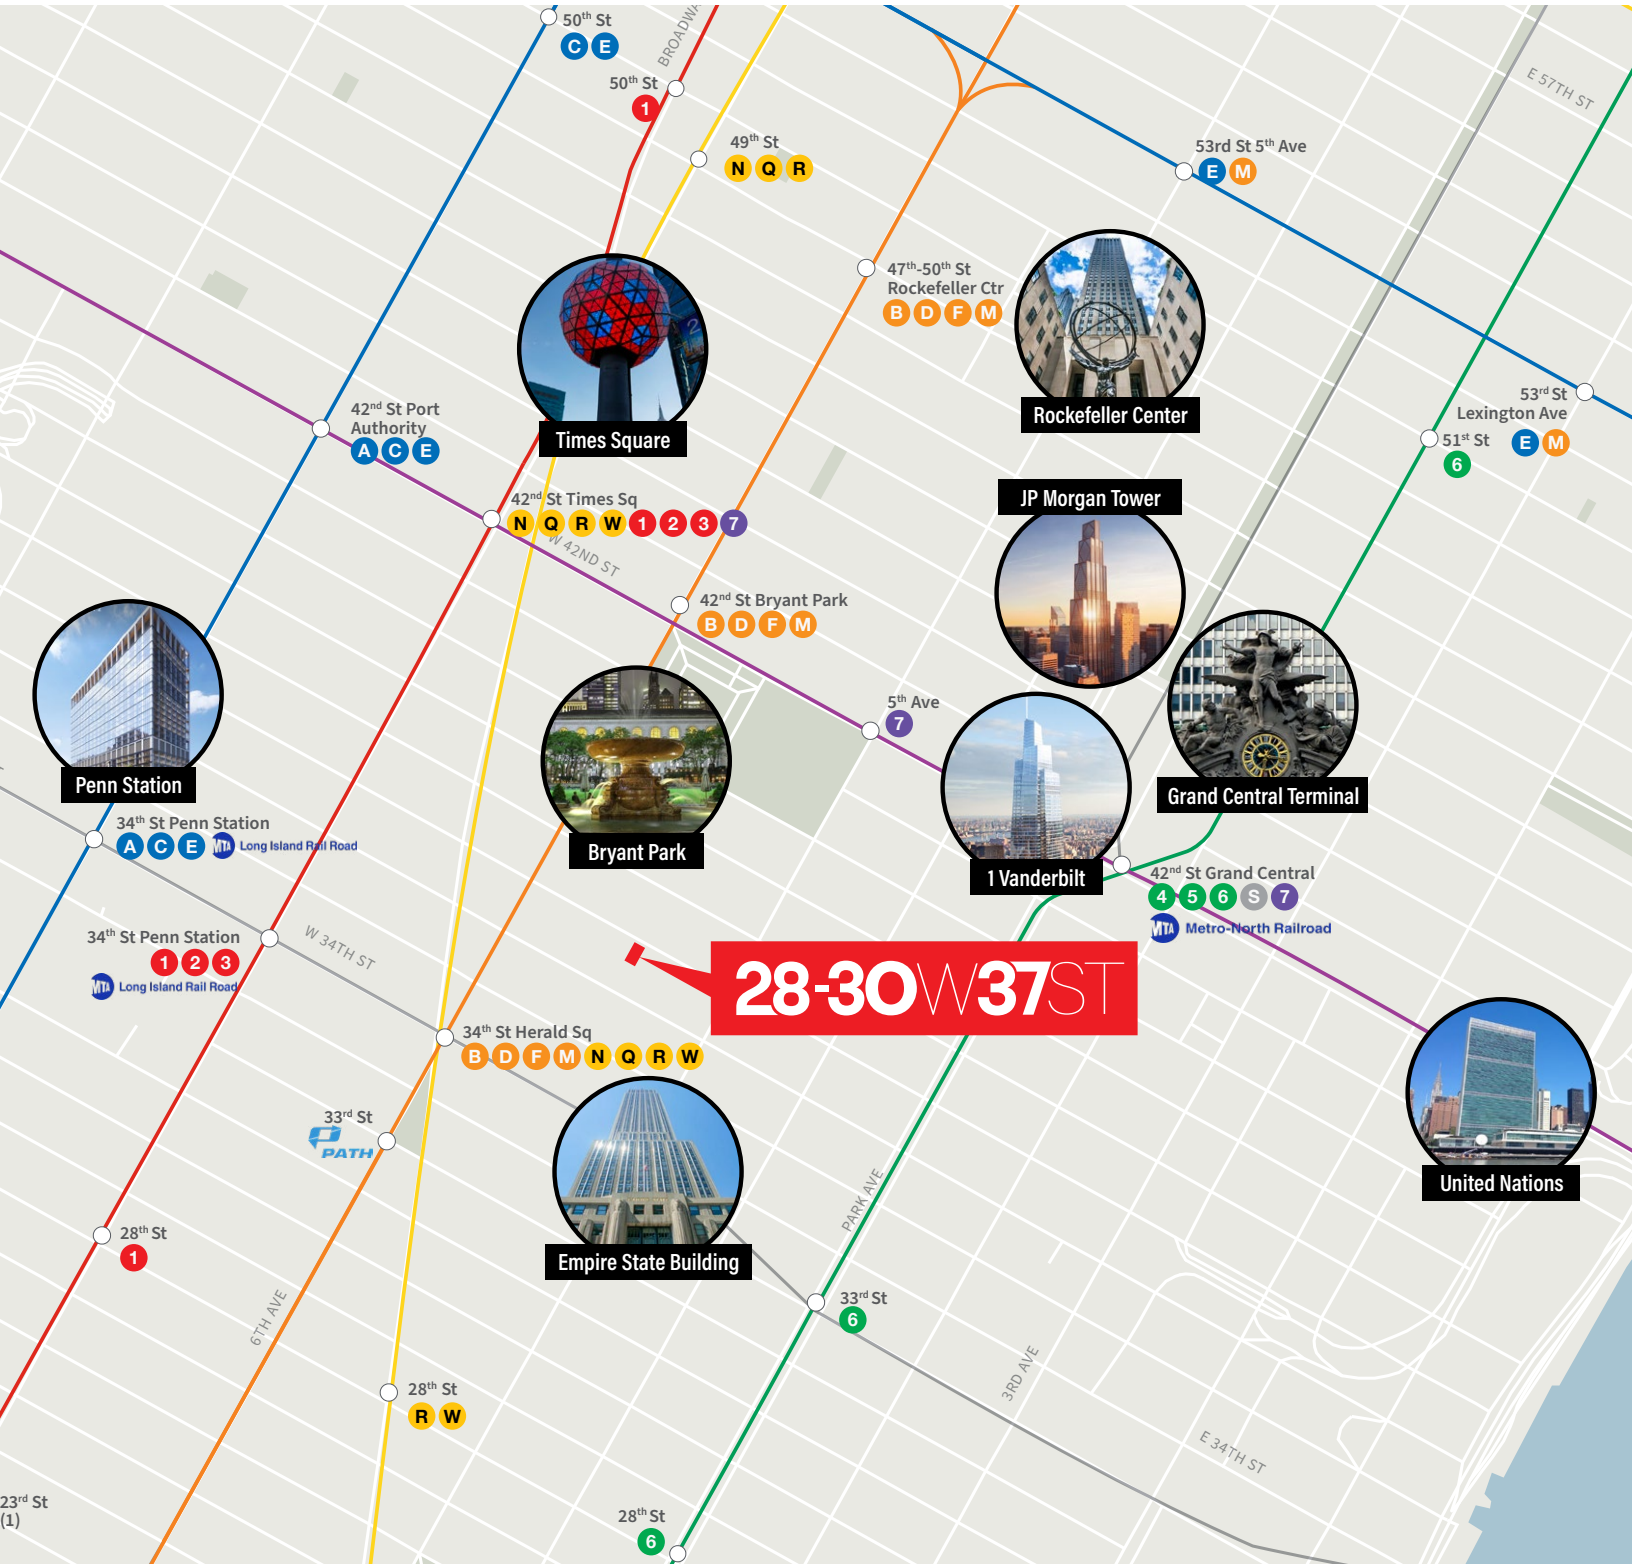 50th St
C E
BROADWA
50th St
1
49th St
N Q R
E 57TH ST
53rd St 5th Ave
E M
47th-50th St
Rockefeller Ctr
B D F M
Rockefeller Center
Times Square
42nd St Port
Authority
A C E
53rd St
Lexington Ave
E M
51st St
6
42nd St Times Sq
N Q R W 1 2 3 7
W 42ND ST
JP Morgan Tower
42nd St Bryant Park
B D F M
5th Ave
7
Penn Station
Bryant Park
1 Vanderbilt
Grand Central Terminal
34th St Penn Station
A C E MTA Long Island Rail Road
42nd St Grand Central
4 5 6 S 7
MTA Metro-North Railroad
34th St Penn Station
1 2 3
MTA Long Island Rail Road
W 34TH ST
28-30W37ST
34th St Herald Sq
B D F M N Q R W
33rd St
PATH
Empire State Building
United Nations
PARK AVE
28th St
1
6TH AVE
33rd St
6
3RD AVE
28th St
R W
E 34TH ST
23rd St
(1)
28th St
6